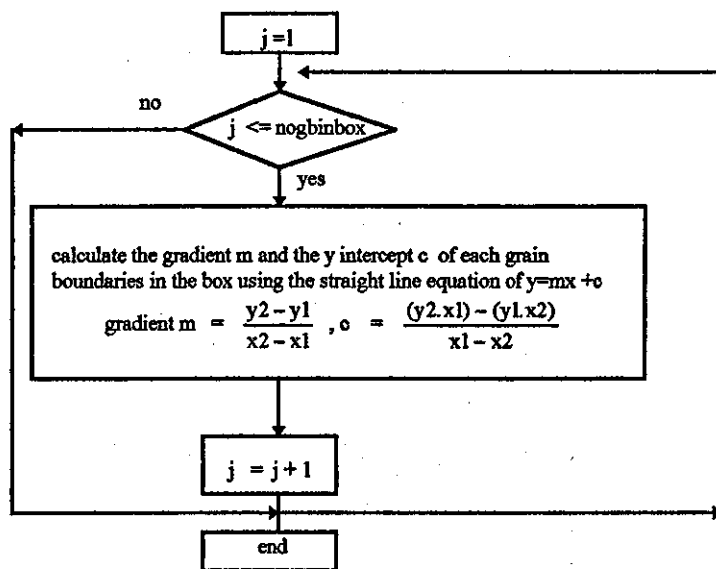 j =1
no
j <= nogbinbox
yes
calculate the gradient m and the y intercept c of each grain
boundaries in the box using the straight line equation of y=mx +c
gradient m = y2 – y1 / x2 – x1 , c = (y2.x1) – (y1.x2) / x1 – x2
j = j + 1
end